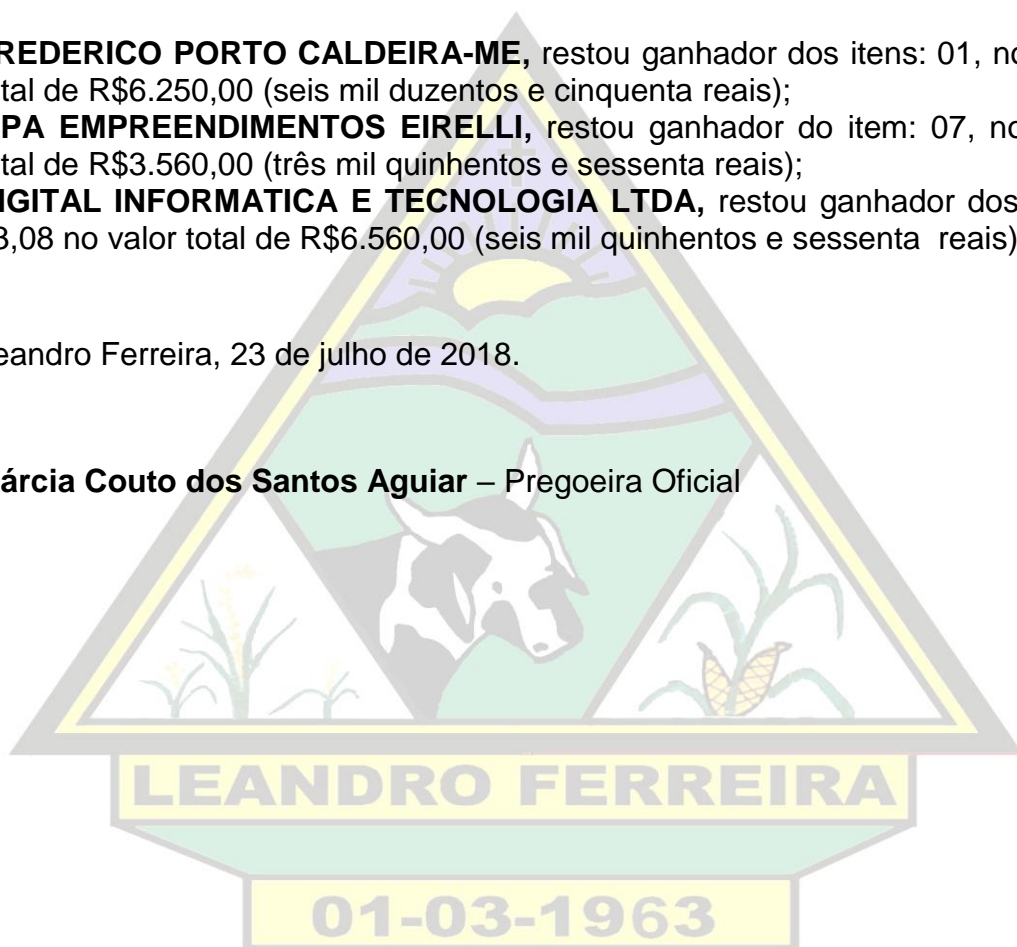 REDERICO PORTO CALDEIRA-ME, restou ganhador dos itens: 01, no
tal de R$6.250,00 (seis mil duzentos e cinquenta reais);
PA EMPREENDIMENTOS EIRELLI, restou ganhador do item: 07, no
tal de R$3.560,00 (três mil quinhentos e sessenta reais);
IGITAL INFORMATICA E TECNOLOGIA LTDA, restou ganhador dos
,08 no valor total de R$6.560,00 (seis mil quinhentos e sessenta reais)
eandro Ferreira, 23 de julho de 2018.
árcia Couto dos Santos Aguiar – Pregoeira Oficial
LEANDRO FERREIRA
01-03-1963